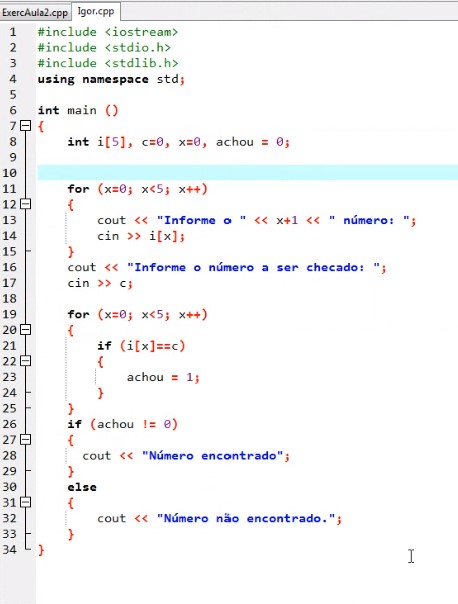 ExercAula2.cpp Igor.cpp
1 #include <iostream>
2 #include <stdio.h>
3 #include <stdlib.h>
4 using namespace std;
5
6 int main ()
7 {
8 int i[5], c=0, x=0, achou = 0;
9
10
11 for (x=0; x<5; x++)
12 {
13 cout << "Informe o " << x+1 << " número: ";
14 cin >> i[x];
15 }
16 cout << "Informe o número a ser checado: ";
17 cin >> c;
18
19 for (x=0; x<5; x++)
20 {
21 if (i[x]==c)
22 {
23 achou = 1;
24 }
25 }
26 if (achou != 0)
27 {
28 cout << "Número encontrado";
29 }
30 else
31 {
32 cout << "Número não encontrado.";
33 }
34 }